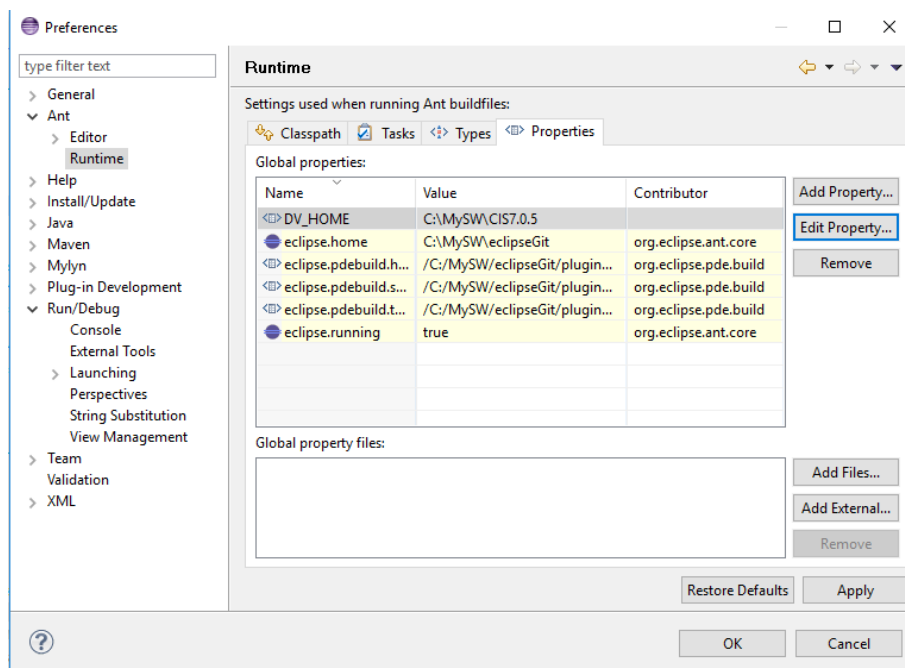 Preferences
type filter text
General
Ant
Editor
Runtime
Help
Install/Update
Java
Maven
Mylyn
Plug-in Development
Run/Debug
Console
External Tools
Launching
Perspectives
String Substitution
View Management
Team
Validation
XML
Runtime
Settings used when running Ant buildfiles:
Classpath Tasks Types Properties
Global properties:
Name Value Contributor
DV_HOME C:\MySW\CIS7.0.5
eclipse.home C:\MySW\eclipseGit org.eclipse.ant.core
eclipse.pdebuild.h... /C:/MySW/eclipseGit/plugin... org.eclipse.pde.build
eclipse.pdebuild.s... /C:/MySW/eclipseGit/plugin... org.eclipse.pde.build
eclipse.pdebuild.t... /C:/MySW/eclipseGit/plugin... org.eclipse.pde.build
eclipse.running true org.eclipse.ant.core
Add Property...
Edit Property...
Remove
Global property files:
Add Files...
Add External...
Remove
Restore Defaults Apply
? OK Cancel